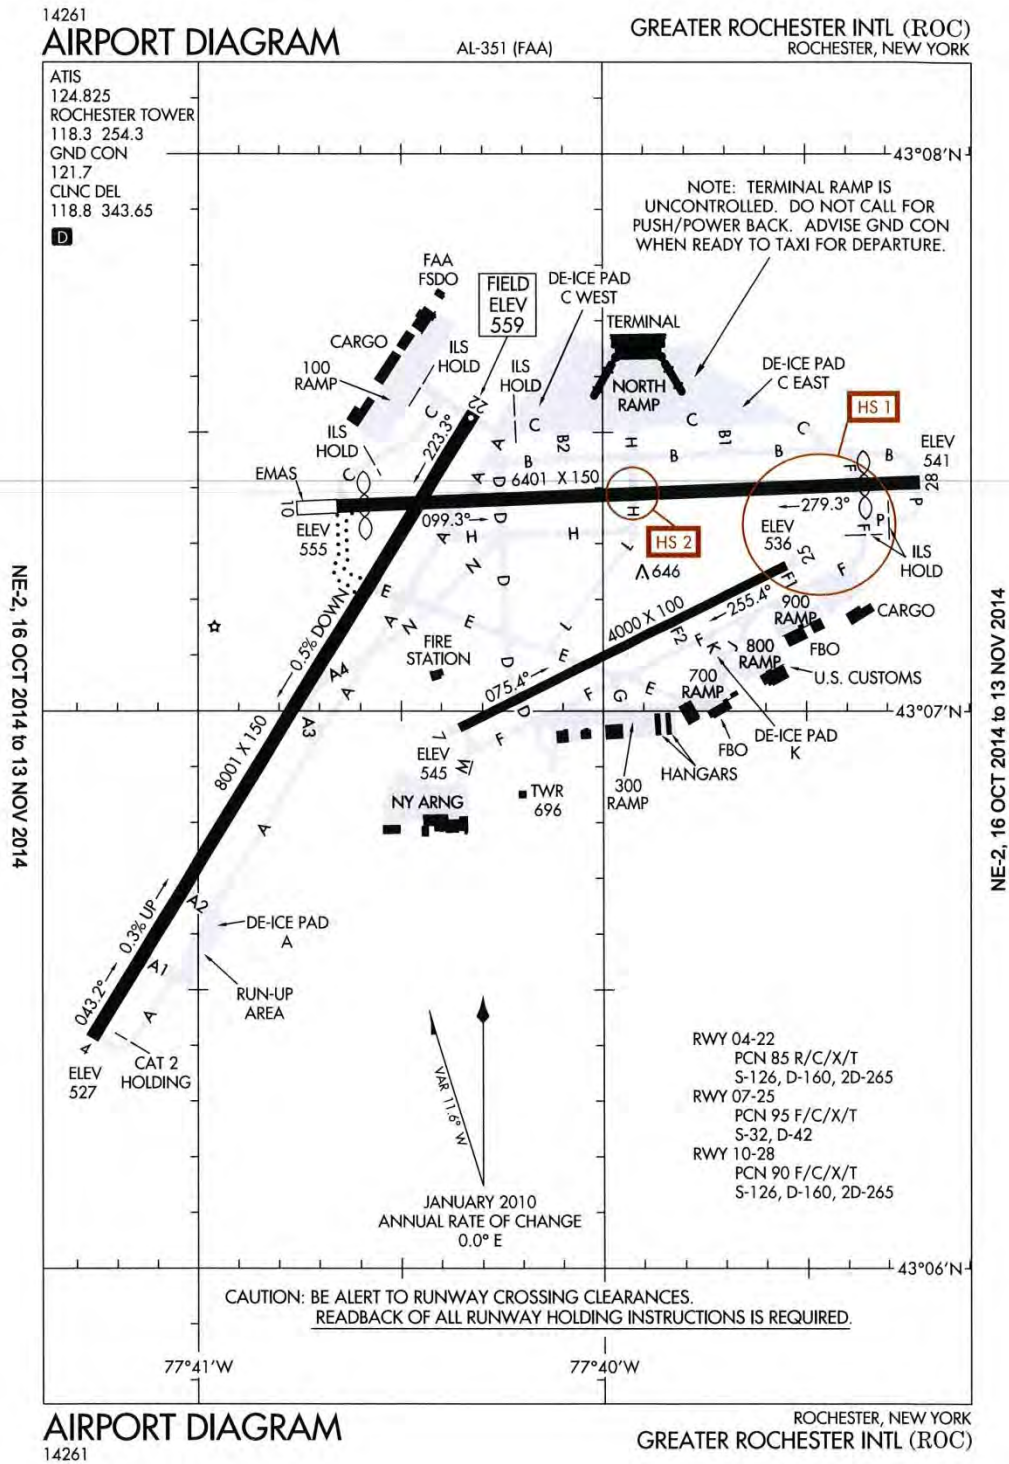 14261
AIRPORT DIAGRAM
AL-351 (FAA)
GREATER ROCHESTER INTL (ROC)
ROCHESTER, NEW YORK
ATIS
124.825
ROCHESTER TOWER
118.3 254.3
GND CON
121.7
CLNC DEL
118.8 343.65
D
43°08'N
NOTE: TERMINAL RAMP IS
UNCONTROLLED. DO NOT CALL FOR
PUSH/POWER BACK. ADVISE GND CON
WHEN READY TO TAXI FOR DEPARTURE.
FAA
FSDO
FIELD
ELEV
559
DE-ICE PAD
C WEST
TERMINAL
CARGO
100
RAMP
ILS
HOLD
ILS
HOLD
NORTH
RAMP
DE-ICE PAD
C EAST
HS 1
ILS
HOLD
C
22
223.3°
A
C
B2
H
C
B1
C
B
B
B
B
F
ELEV
541
EMAS
C
A
D
6401 X 150
28
10
ELEV
555
099.3°
D
H
279.3°
P
A
H
H
L
HS 2
ELEV
536
F
P
ILS
HOLD
646
25
F
N
D
E
E
A
N
FIRE
STATION
D
L
E
4000 X 100
255.4°
F1
F2
F
K
J
900
RAMP
CARGO
FBO
800
RAMP
U.S. CUSTOMS
0.5% DOWN
A4
A
A3
8001 X 150
075.4°
D
F
G
E
700
RAMP
43°07'N
7
F
ELEV
545
M
DE-ICE PAD
K
FBO
HANGARS
300
RAMP
NY ARNG
TWR
696
A
A2
0.3% UP
DE-ICE PAD
A
A1
043.2°
RUN-UP
AREA
A
4
ELEV
527
CAT 2
HOLDING
VAR 11.6° W
JANUARY 2010
ANNUAL RATE OF CHANGE
0.0° E
RWY 04-22
PCN 85 R/C/X/T
S-126, D-160, 2D-265
RWY 07-25
PCN 95 F/C/X/T
S-32, D-42
RWY 10-28
PCN 90 F/C/X/T
S-126, D-160, 2D-265
43°06'N
CAUTION: BE ALERT TO RUNWAY CROSSING CLEARANCES.
READBACK OF ALL RUNWAY HOLDING INSTRUCTIONS IS REQUIRED.
77°41'W
77°40'W
NE-2, 16 OCT 2014 to 13 NOV 2014
NE-2, 16 OCT 2014 to 13 NOV 2014
AIRPORT DIAGRAM
14261
ROCHESTER, NEW YORK
GREATER ROCHESTER INTL (ROC)